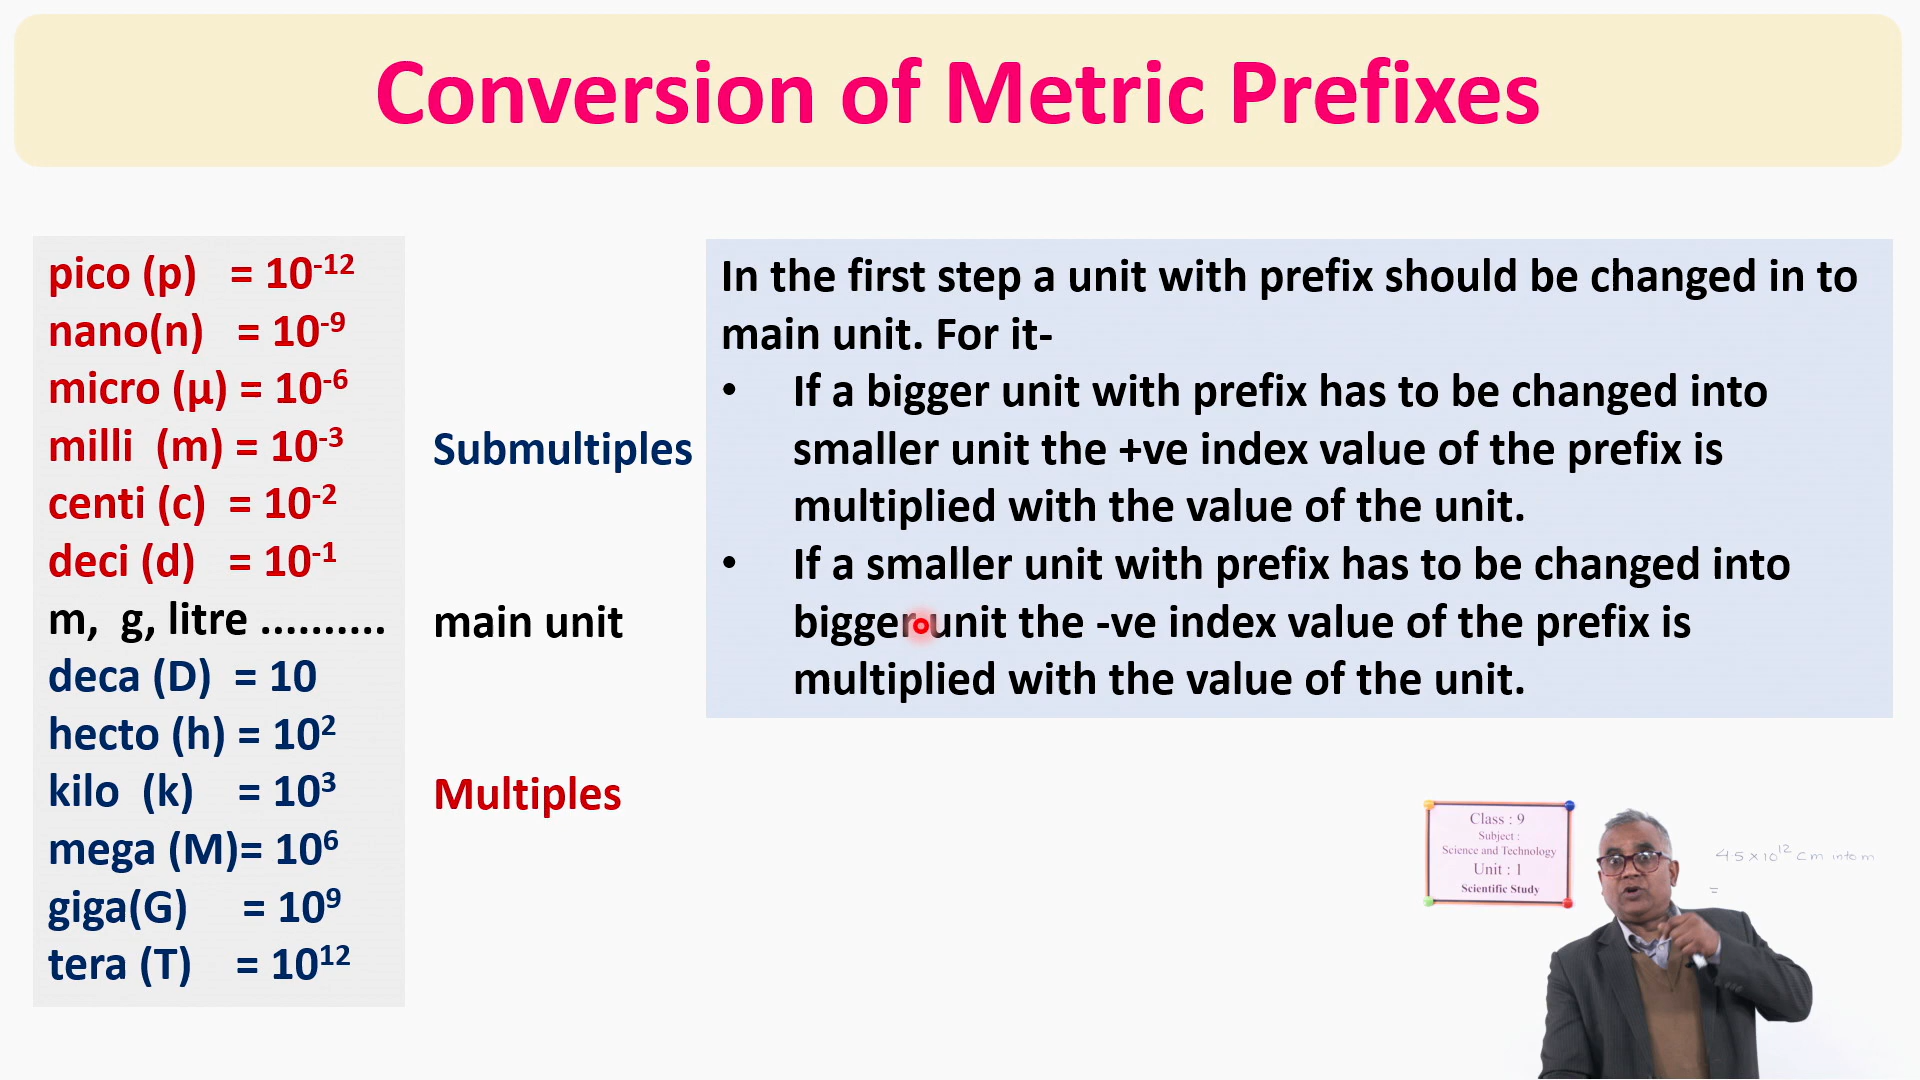 Conversion of Metric Prefixes
pico (p) = 10⁻¹²
nano(n) = 10⁻⁹
micro (μ) = 10⁻⁶
milli (m) = 10⁻³
centi (c) = 10⁻²
deci (d) = 10⁻¹
m, g, litre ..........
deca (D) = 10
hecto (h) = 10²
kilo (k) = 10³
mega (M)= 10⁶
giga(G) = 10⁹
tera (T) = 10¹²
Submultiples
main unit
Multiples
In the first step a unit with prefix should be changed in to
main unit. For it-
• If a bigger unit with prefix has to be changed into
smaller unit the +ve index value of the prefix is
multiplied with the value of the unit.
• If a smaller unit with prefix has to be changed into
bigger unit the -ve index value of the prefix is
multiplied with the value of the unit.
Class : 9
Subject :
Science and Technology
Unit : 1
Scientific Study
45×10¹² cm into m
=